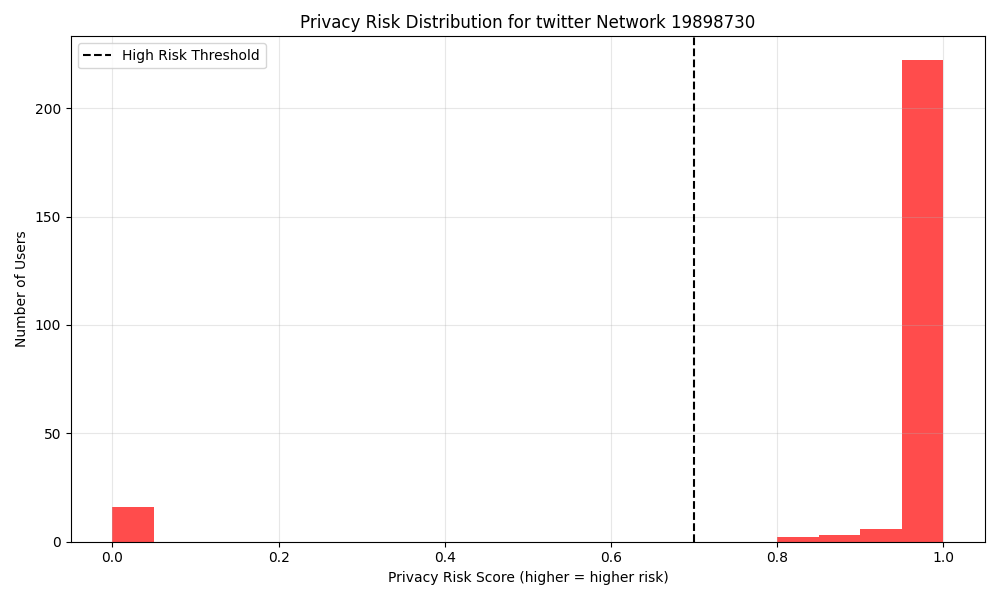 Privacy Risk Distribution for twitter Network 19898730
High Risk Threshold
Number of Users
200
150
100
50
0
0.0 0.2 0.4 0.6 0.8 1.0
Privacy Risk Score (higher = higher risk)